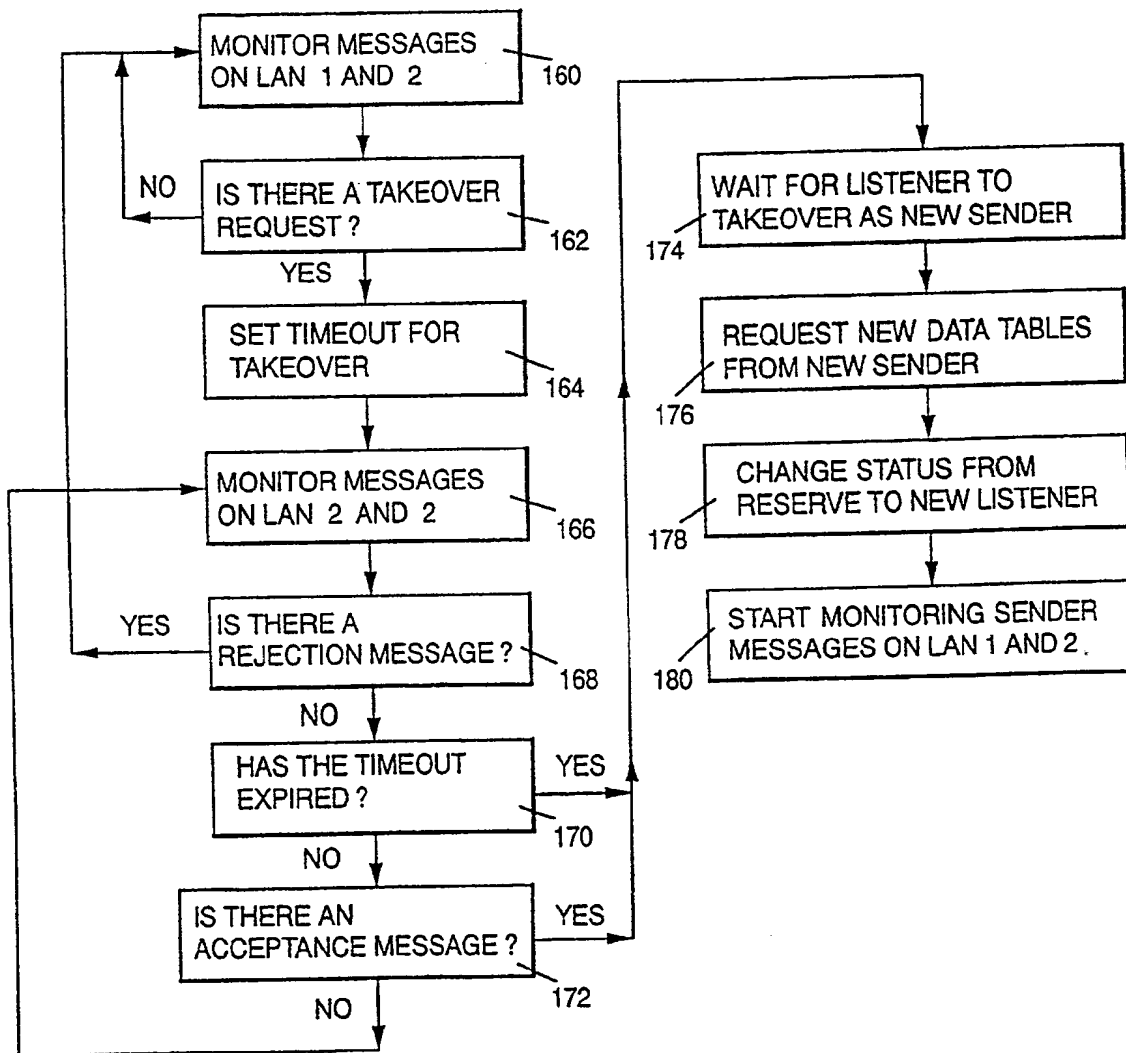 MONITOR MESSAGES
ON LAN 1 AND 2
160
NO
IS THERE A TAKEOVER
REQUEST ?
162
YES
SET TIMEOUT FOR
TAKEOVER
164
MONITOR MESSAGES
ON LAN 2 AND 2
166
YES
IS THERE A
REJECTION MESSAGE ?
168
NO
HAS THE TIMEOUT
EXPIRED ?
YES
170
NO
IS THERE AN
ACCEPTANCE MESSAGE ?
YES
172
NO
WAIT FOR LISTENER TO
TAKEOVER AS NEW SENDER
174
REQUEST NEW DATA TABLES
FROM NEW SENDER
176
CHANGE STATUS FROM
RESERVE TO NEW LISTENER
178
START MONITORING SENDER
MESSAGES ON LAN 1 AND 2 .
180